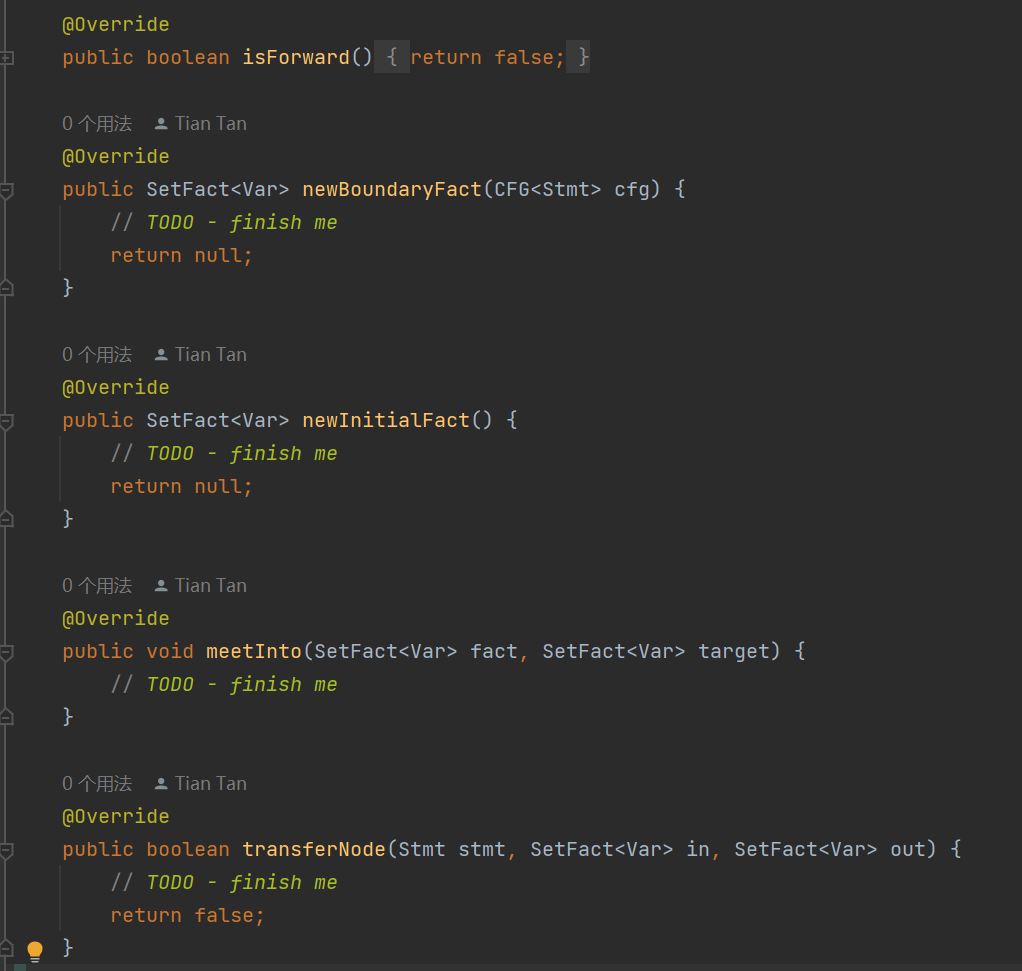 @Override
public boolean isForward() { return false; }
0 个用法 Tian Tan
@Override
public SetFact<Var> newBoundaryFact(CFG<Stmt> cfg) {
// TODO - finish me
return null;
}
0 个用法 Tian Tan
@Override
public SetFact<Var> newInitialFact() {
// TODO - finish me
return null;
}
0 个用法 Tian Tan
@Override
public void meetInto(SetFact<Var> fact, SetFact<Var> target) {
// TODO - finish me
}
0 个用法 Tian Tan
@Override
public boolean transferNode(Stmt stmt, SetFact<Var> in, SetFact<Var> out) {
// TODO - finish me
return false;
}